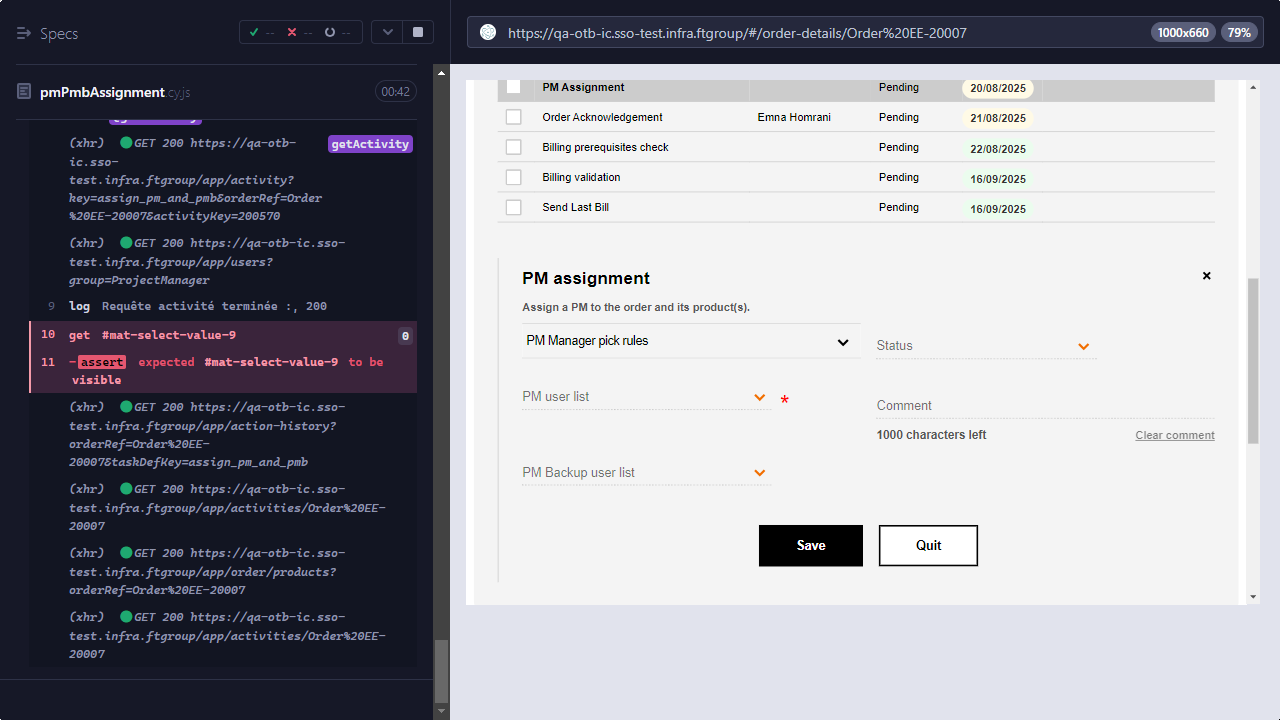 Specs
-- -- --
https://qa-otb-ic.sso-test.infra.ftgroup/#/order-details/Order%20EE-20007
1000x660 79%
pmPmbAssignment cy.js 00:42
(xhr) GET 200 https://qa-otb- getActivity
ic.sso-
test.infra.ftgroup/app/activity?
key=assign_pm_and_pmb&orderRef=Order
%20EE-20007&activityKey=200570
(xhr) GET 200 https://qa-otb-ic.sso-
test.infra.ftgroup/app/users?
group=ProjectManager
9 log Requête activité terminée :, 200
10 get #mat-select-value-9 0
11 -assert expected #mat-select-value-9 to be
visible
(xhr) GET 200 https://qa-otb-ic.sso-
test.infra.ftgroup/app/action-history?
orderRef=Order%20EE-
20007&taskDefKey=assign_pm_and_pmb
(xhr) GET 200 https://qa-otb-ic.sso-
test.infra.ftgroup/app/activities/Order%20EE-
20007
(xhr) GET 200 https://qa-otb-ic.sso-
test.infra.ftgroup/app/order/products?
orderRef=Order%20EE-20007
(xhr) GET 200 https://qa-otb-ic.sso-
test.infra.ftgroup/app/activities/Order%20EE-
20007
PM Assignment Pending 20/08/2025
Order Acknowledgement Emna Homrani Pending 21/08/2025
Billing prerequisites check Pending 22/08/2025
Billing validation Pending 16/09/2025
Send Last Bill Pending 16/09/2025
PM assignment
Assign a PM to the order and its product(s).
PM Manager pick rules
Status
PM user list *
Comment
1000 characters left Clear comment
PM Backup user list
Save Quit